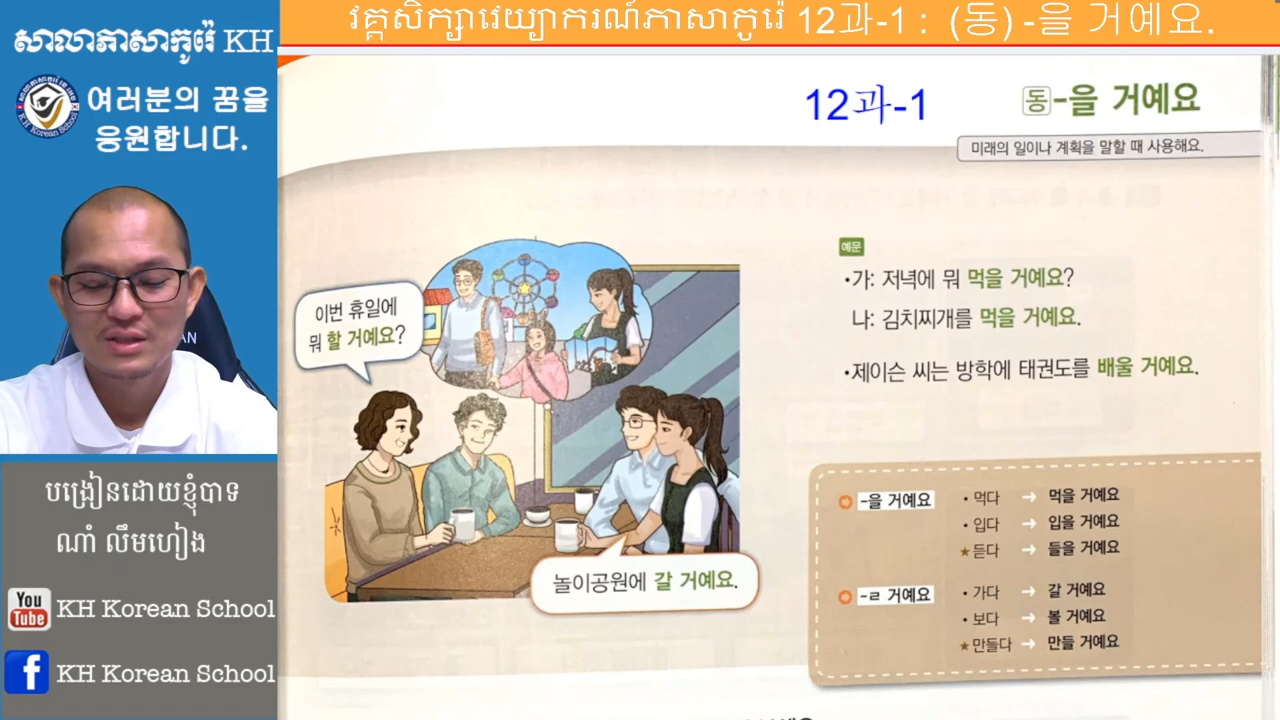 វគ្គសិក្សាវេយ្យាករណ៍ភាសាកូរ៉េ 12과-1 : (동) -을 거예요.
សាលាភាសាកូរ៉េ KH
여러분의 꿈을
응원합니다.
បង្រៀនដោយខ្ញុំបាទ
ណាំ លឹមហៀង
You
Tube
KH Korean School
KH Korean School
12과-1
동-을 거예요
미래의 일이나 계획을 말할 때 사용해요.
이번 휴일에
뭐 할 거예요?
놀이공원에 갈 거예요.
예문
•가: 저녁에 뭐 먹을 거예요?
나: 김치찌개를 먹을 거예요.
•제이슨 씨는 방학에 태권도를 배울 거예요.
-을 거예요
• 먹다 → 먹을 거예요
• 입다 → 입을 거예요
★듣다 → 들을 거예요
-ㄹ 거예요
• 가다 → 갈 거예요
• 보다 → 볼 거예요
★만들다 → 만들 거예요